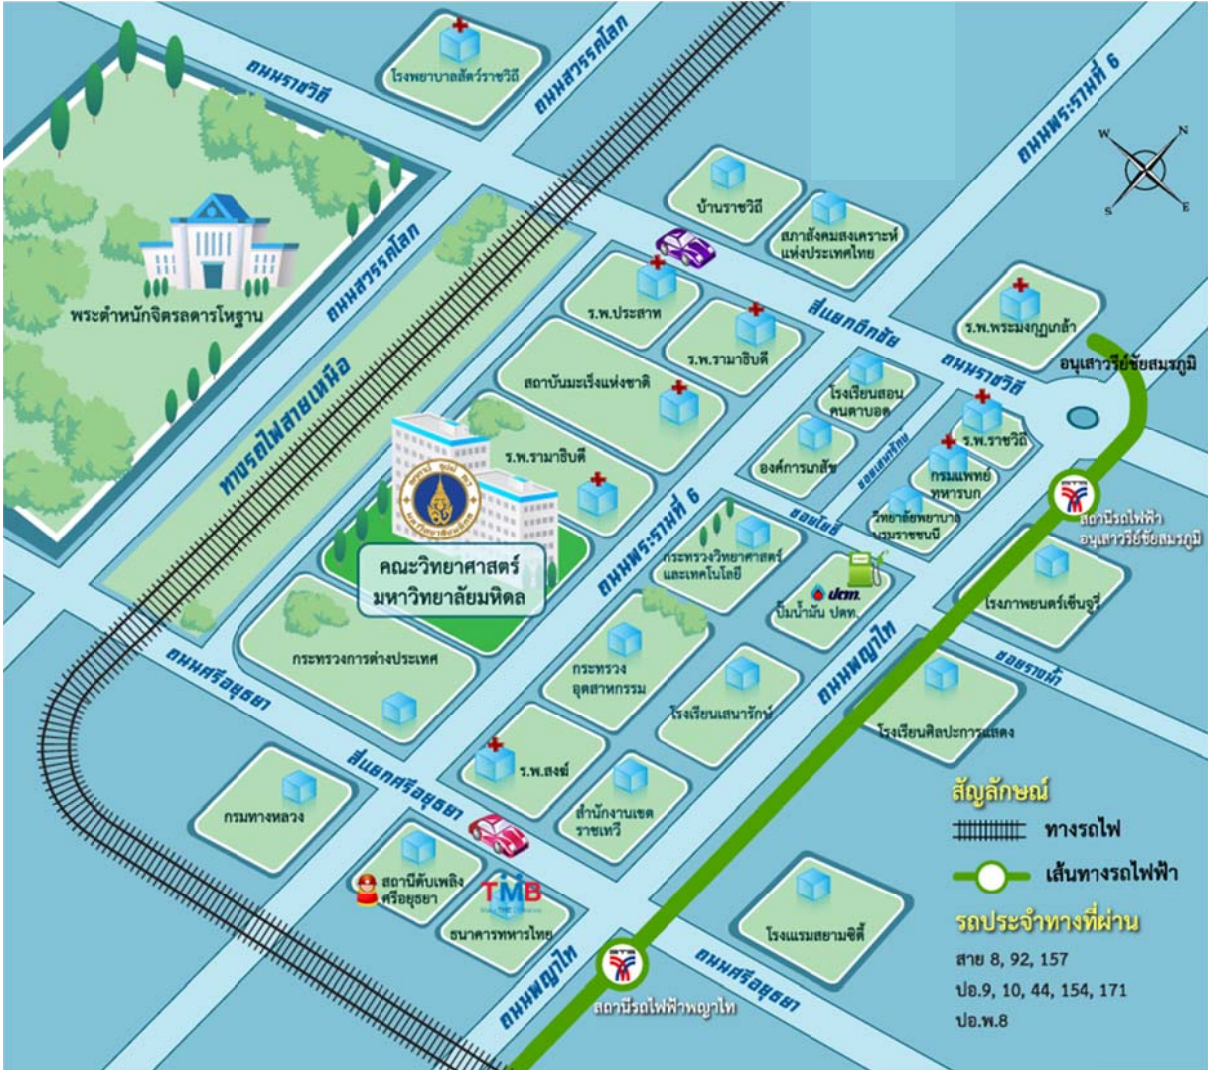 ถนนราชวิถี
โรงพยาบาลสัตว์ราชวิถี
ถนนสวรรคโลก
ถนนพระรามที่ 6
W
N
S
E
บ้านราชวิถี
สภาสังคมสงเคราะห์
แห่งประเทศไทย
ถนนสวรรคโลก
พระตำหนักจิตรลดารโหฐาน
ร.พ.ประสาท
ร.พ.รามาธิบดี
สี่แยกตึกชัย
ร.พ.พระมงกุฎเกล้า
ถนนราชวิถี
อนุเสาวรีย์ชัยสมรภูมิ
ทางรถไฟสายเหนือ
สถาบันมะเร็งแห่งชาติ
โรงเรียนสอน
คนตาบอด
ร.พ.ราชวิถี
ร.พ.รามาธิบดี
องค์การเภสัช
ซอยเสนารักษ์
กรมแพทย์
ทหารบก
วิทยาลัยพยาบาล
บรมราชชนนี
ซอยโยธี
ถนนพระรามที่ 6
BTS
สถานีรถไฟฟ้า
อนุเสาวรีย์ชัยสมรภูมิ
คณะวิทยาศาสตร์
มหาวิทยาลัยมหิดล
กระทรวงวิทยาศาสตร์
และเทคโนโลยี
ปตท.
ปั๊มน้ำมัน ปตท.
โรงภาพยนตร์เซ็นจูรี่
ซอยรางน้ำ
ถนนศรีอยุธยา
กระทรวงการต่างประเทศ
กระทรวง
อุตสาหกรรม
โรงเรียนเสนารักษ์
ถนนพญาไท
โรงเรียนศิลปะการแสดง
สี่แยกศรีอยุธยา
ร.พ.สงฆ์
กรมทางหลวง
สำนักงานเขต
ราชเทวี
สถานีดับเพลิง
ศรีอยุธยา
TMB
ธนาคารทหารไทย
โรงแรมสยามซิตี้
ถนนพญาไท
BTS
สถานีรถไฟฟ้าพญาไท
ถนนศรีอยุธยา
สัญลักษณ์
ทางรถไฟ
เส้นทางรถไฟฟ้า
รถประจำทางที่ผ่าน
สาย 8, 92, 157
ปอ.9, 10, 44, 154, 171
ปอ.พ.8